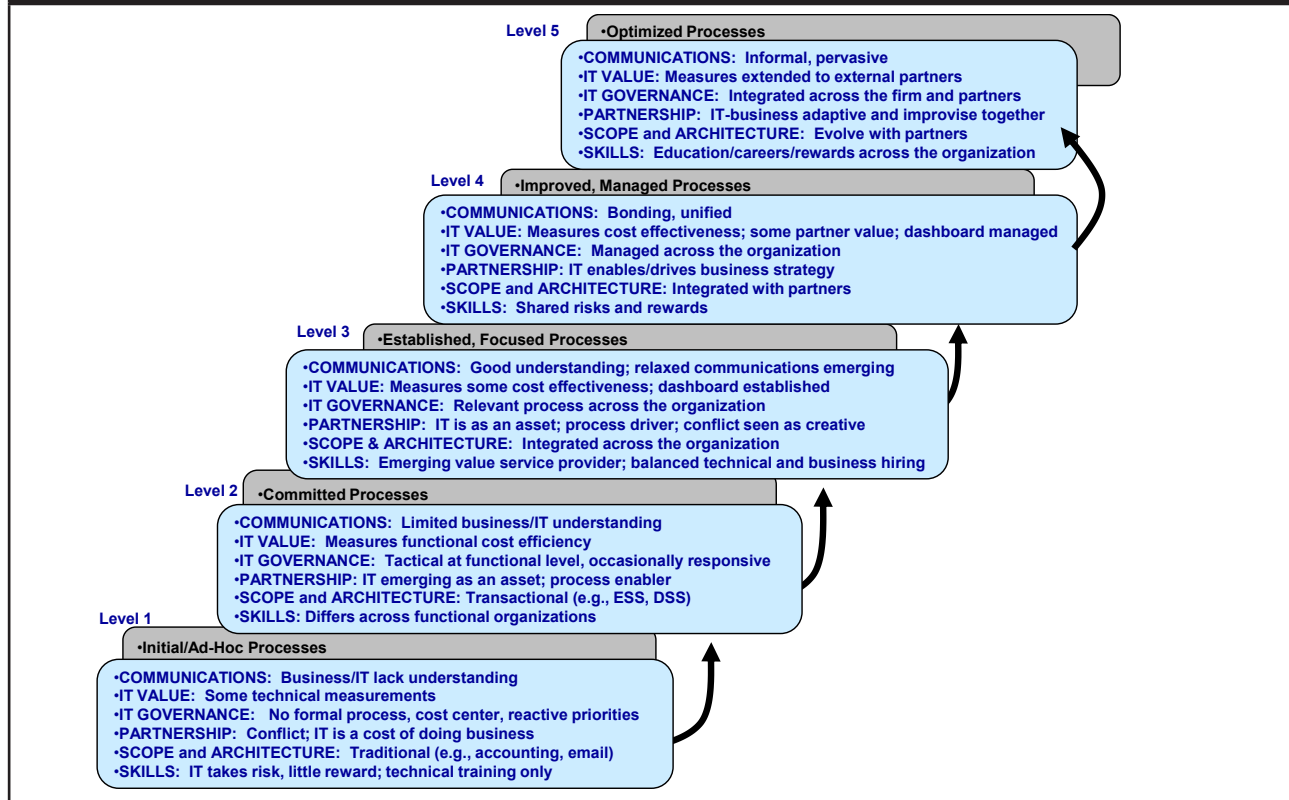 Level 5
•Optimized Processes
•COMMUNICATIONS: Informal, pervasive
•IT VALUE: Measures extended to external partners
•IT GOVERNANCE: Integrated across the firm and partners
•PARTNERSHIP: IT-business adaptive and improvise together
•SCOPE and ARCHITECTURE: Evolve with partners
•SKILLS: Education/careers/rewards across the organization
Level 4
•Improved, Managed Processes
•COMMUNICATIONS: Bonding, unified
•IT VALUE: Measures cost effectiveness; some partner value; dashboard managed
•IT GOVERNANCE: Managed across the organization
•PARTNERSHIP: IT enables/drives business strategy
•SCOPE and ARCHITECTURE: Integrated with partners
•SKILLS: Shared risks and rewards
Level 3
•Established, Focused Processes
•COMMUNICATIONS: Good understanding; relaxed communications emerging
•IT VALUE: Measures some cost effectiveness; dashboard established
•IT GOVERNANCE: Relevant process across the organization
•PARTNERSHIP: IT is as an asset; process driver; conflict seen as creative
•SCOPE & ARCHITECTURE: Integrated across the organization
•SKILLS: Emerging value service provider; balanced technical and business hiring
Level 2
•Committed Processes
•COMMUNICATIONS: Limited business/IT understanding
•IT VALUE: Measures functional cost efficiency
•IT GOVERNANCE: Tactical at functional level, occasionally responsive
•PARTNERSHIP: IT emerging as an asset; process enabler
•SCOPE and ARCHITECTURE: Transactional (e.g., ESS, DSS)
•SKILLS: Differs across functional organizations
Level 1
•Initial/Ad-Hoc Processes
•COMMUNICATIONS: Business/IT lack understanding
•IT VALUE: Some technical measurements
•IT GOVERNANCE: No formal process, cost center, reactive priorities
•PARTNERSHIP: Conflict; IT is a cost of doing business
•SCOPE and ARCHITECTURE: Traditional (e.g., accounting, email)
•SKILLS: IT takes risk, little reward; technical training only